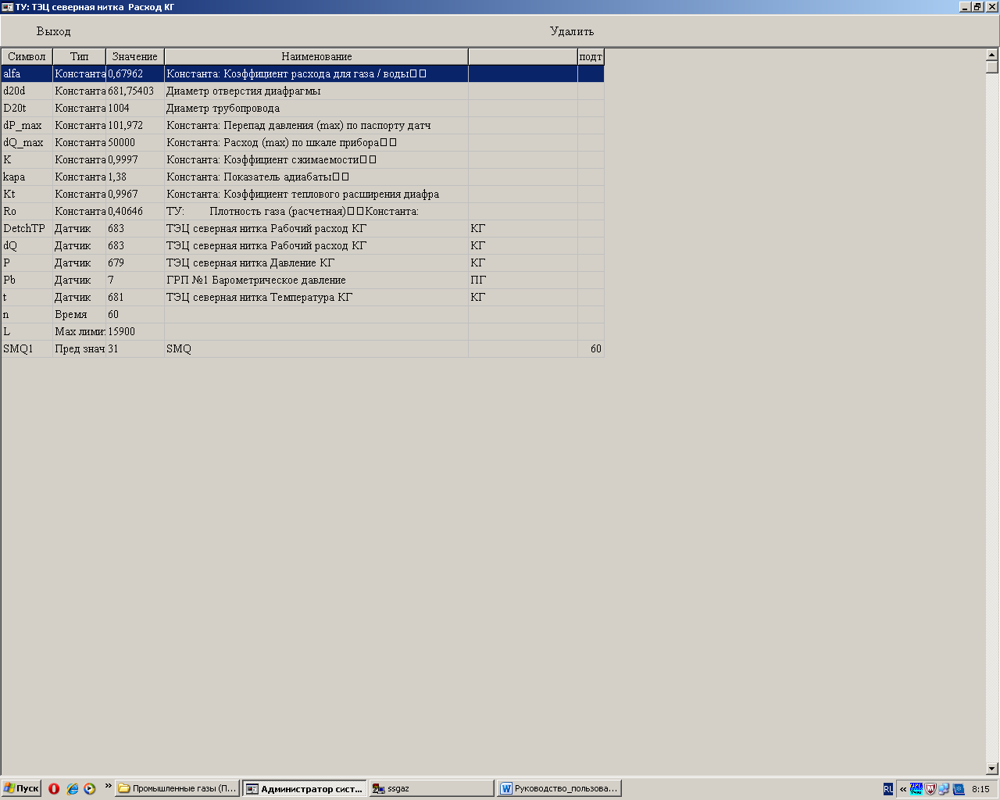 ТУ: ТЭЦ северная нитка Расход КГ
Выход Удалить
Символ Тип Значение Наименование подт
alfa Константа 0,67962 Константа: Коэффициент расхода для газа / воды
d20d Константа 681,75403 Диаметр отверстия диафрагмы
D20t Константа 1004 Диаметр трубопровода
dP_max Константа 101,972 Константа: Перепад давления (max) по паспорту датч
dQ_max Константа 50000 Константа: Расход (max) по шкале прибора
K Константа 0,9997 Константа: Коэффициент сжимаемости
kapa Константа 1,38 Константа: Показатель адиабаты
Kt Константа 0,9967 Константа: Коэффициент теплового расширения диафра
Ro Константа 0,40646 ТУ: Плотность газа (расчетная) Константа:
DetchTP Датчик 683 ТЭЦ северная нитка Рабочий расход КГ КГ
dQ Датчик 683 ТЭЦ северная нитка Рабочий расход КГ КГ
P Датчик 679 ТЭЦ северная нитка Давление КГ КГ
Pb Датчик 7 ГРП №1 Барометрическое давление ПГ
t Датчик 681 ТЭЦ северная нитка Температура КГ КГ
n Время 60
L Max лими 15900
SMQ1 Пред знач 31 SMQ 60
Пуск » Промышленные газы (П... Администратор сист... ssgaz Руководство_пользова... RU « 8:15